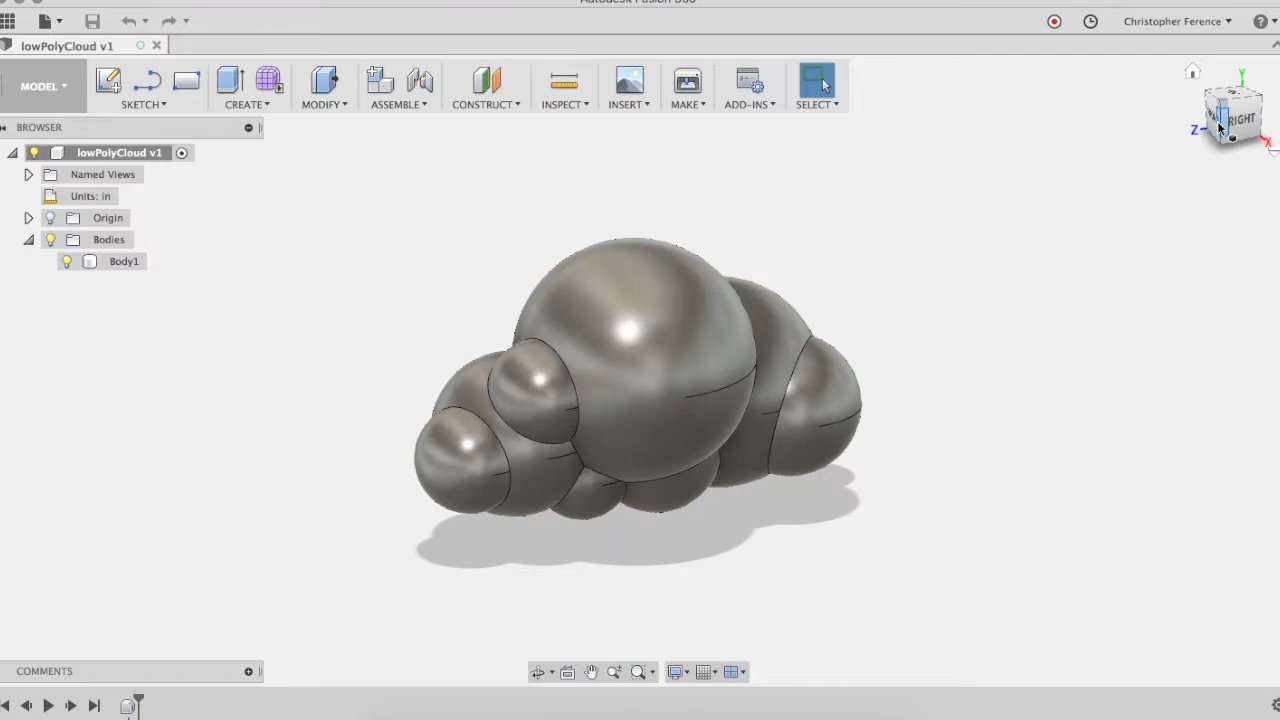 Autodesk Fusion 360
Christopher Ference
lowPolyCloud v1
MODEL
SKETCH
CREATE
MODIFY
ASSEMBLE
CONSTRUCT
INSPECT
INSERT
MAKE
ADD-INS
SELECT
Y
RIGHT
Z
X
BROWSER
lowPolyCloud v1
Named Views
Units: in
Origin
Bodies
Body1
COMMENTS